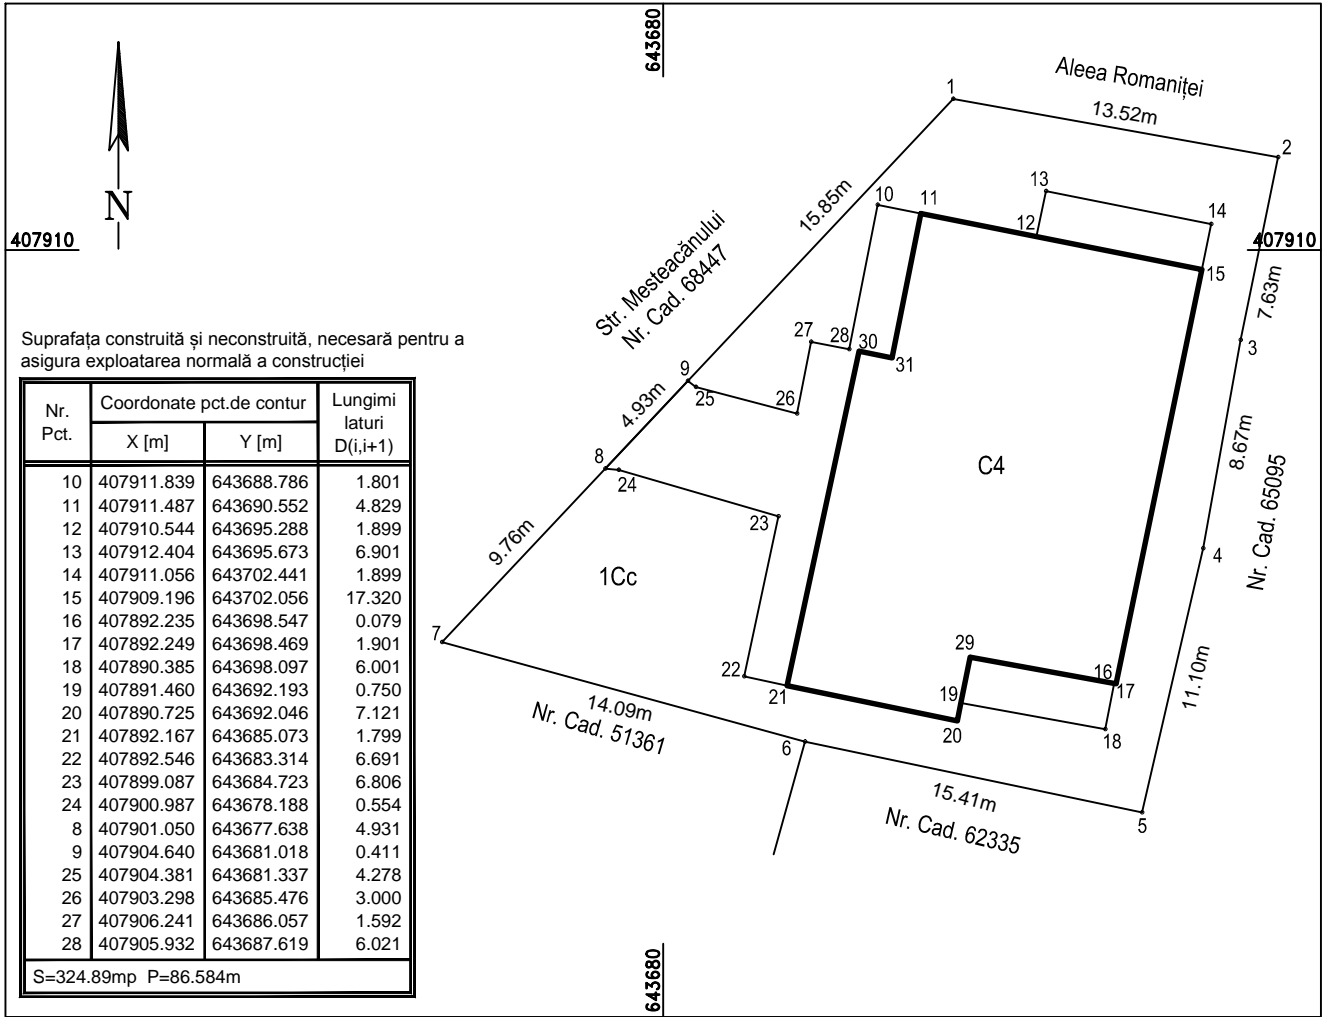 643680
Aleea Romaniței
13.52m
1
2
N
15.85m
10
11
12
13
14
407910
407910
15
Str. Mesteacănului
Nr. Cad. 68447
7.63m
3
27
28
30
31
9
25
26
4.93m
8
24
23
C4
8.67m
Nr. Cad. 65095
4
9.76m
1Cc
7
22
21
29
16
17
19
20
18
11.10m
14.09m
Nr. Cad. 51361
6
15.41m
Nr. Cad. 62335
5
643680
Suprafața construită și neconstruită, necesară pentru a
asigura exploatarea normală a construcției
Nr. Pct. Coordonate pct.de contur Lungimi laturi D(i,i+1)
X [m] Y [m]
10 407911.839 643688.786 1.801
11 407911.487 643690.552 4.829
12 407910.544 643695.288 1.899
13 407912.404 643695.673 6.901
14 407911.056 643702.441 1.899
15 407909.196 643702.056 17.320
16 407892.235 643698.547 0.079
17 407892.249 643698.469 1.901
18 407890.385 643698.097 6.001
19 407891.460 643692.193 0.750
20 407890.725 643692.046 7.121
21 407892.167 643685.073 1.799
22 407892.546 643683.314 6.691
23 407899.087 643684.723 6.806
24 407900.987 643678.188 0.554
8 407901.050 643677.638 4.931
9 407904.640 643681.018 0.411
25 407904.381 643681.337 4.278
26 407903.298 643685.476 3.000
27 407906.241 643686.057 1.592
28 407905.932 643687.619 6.021
S=324.89mp P=86.584m